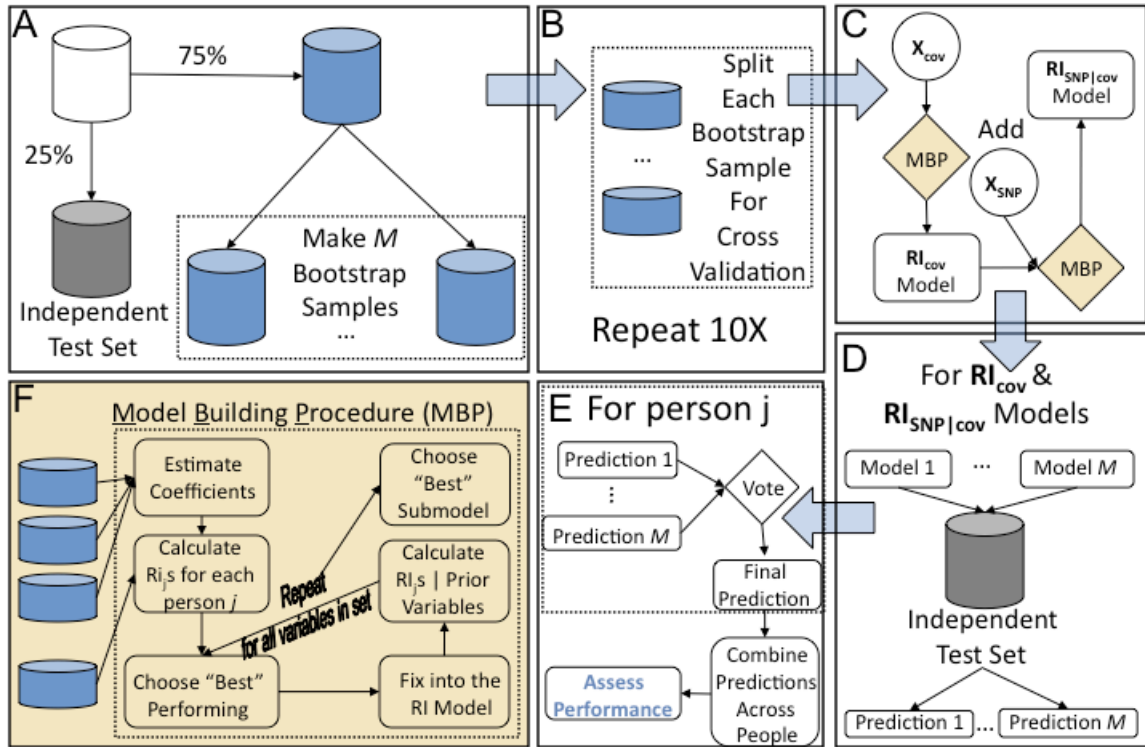 A
75%
25%
Independent
Test Set
Make M
Bootstrap
Samples
...
B
...
Split
Each
Bootstrap
Sample
For
Cross
Validation
Repeat 10X
C
Xcov
MBP
RIcov
Model
Add
XSNP
MBP
RISNP|cov
Model
D
For RIcov &
RISNP|cov Models
Model 1
...
Model M
Independent
Test Set
Prediction 1
...
Prediction M
E
For person j
Prediction 1
...
Prediction M
Vote
Final
Prediction
Combine
Predictions
Across
People
Assess
Performance
F
Model Building Procedure (MBP)
Estimate
Coefficients
Calculate
Rijs for each
person j
Choose “Best”
Performing
Fix into the
RI Model
Calculate
RIjs | Prior
Variables
Repeat
for all variables in set
Choose
“Best”
Submodel